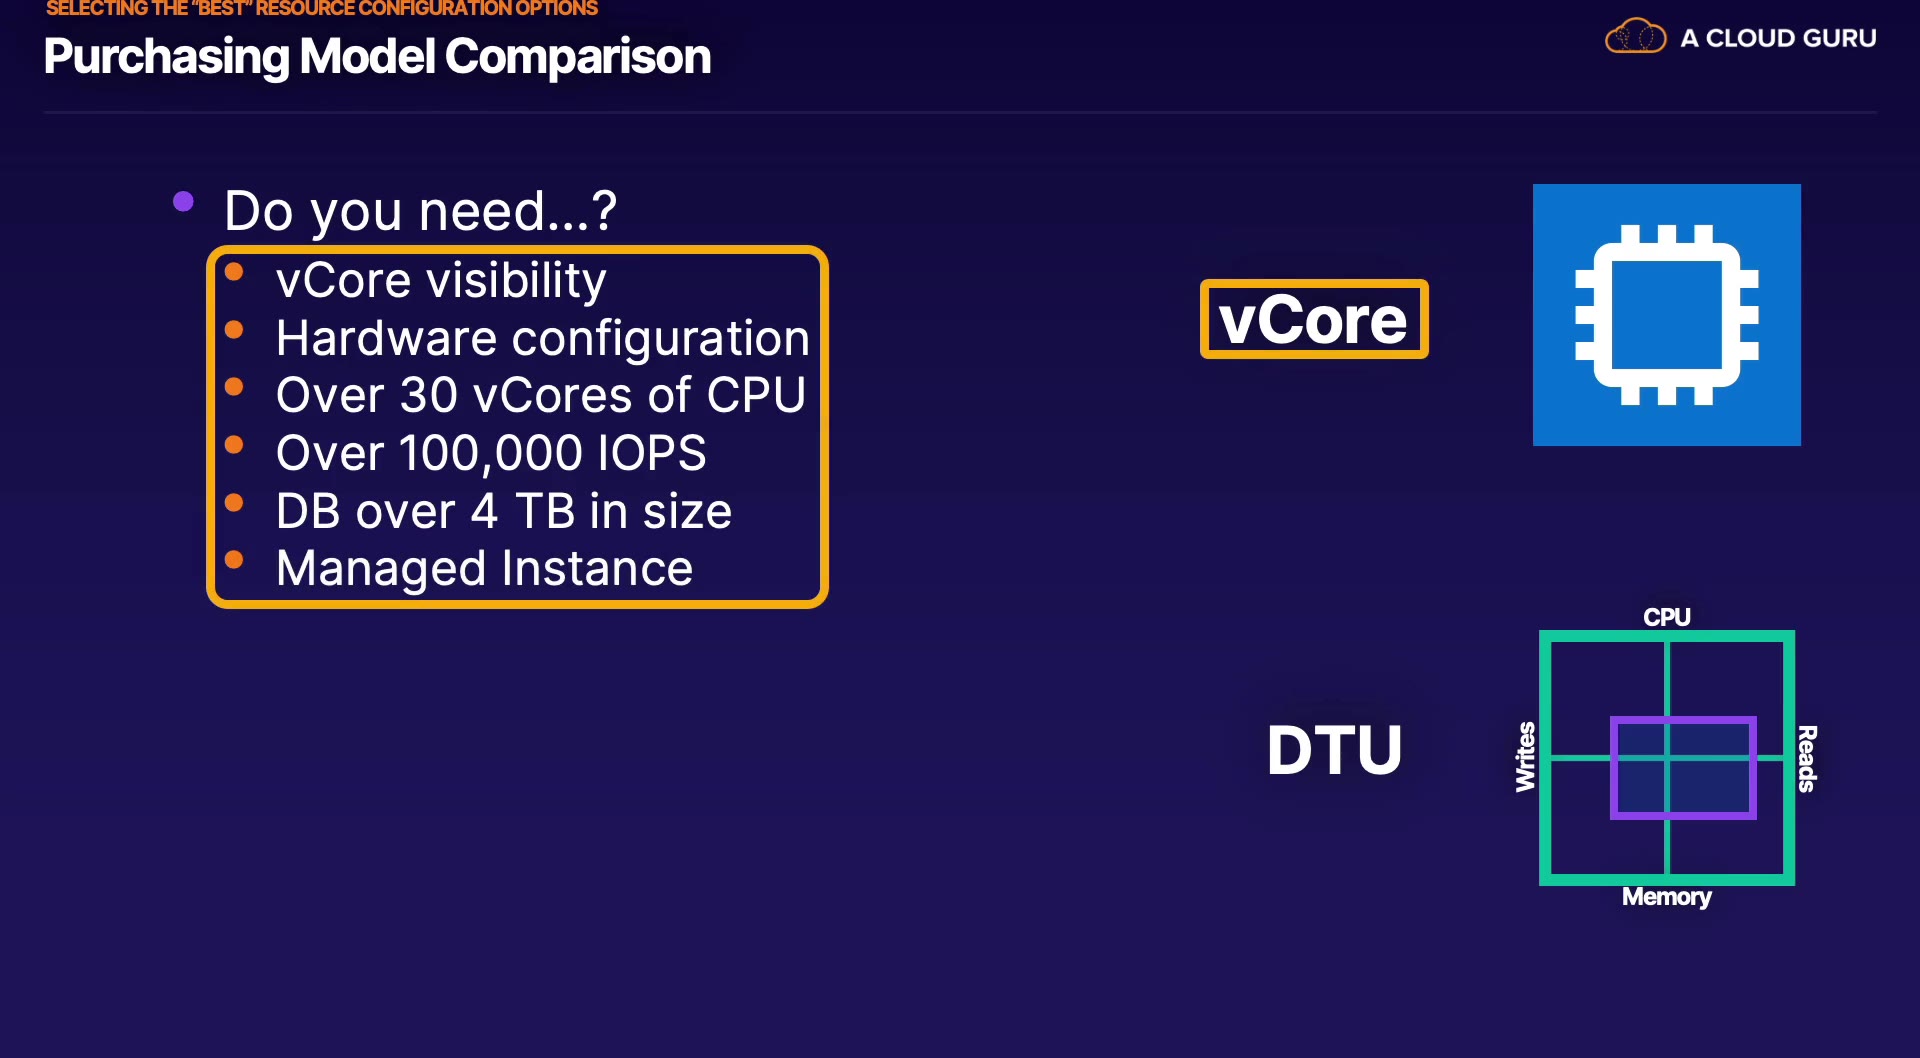 SELECTING THE “BEST” RESOURCE CONFIGURATION OPTIONS
Purchasing Model Comparison
A CLOUD GURU
Do you need...?
vCore visibility
Hardware configuration
Over 30 vCores of CPU
Over 100,000 IOPS
DB over 4 TB in size
Managed Instance
vCore
DTU
CPU
Writes
Reads
Memory